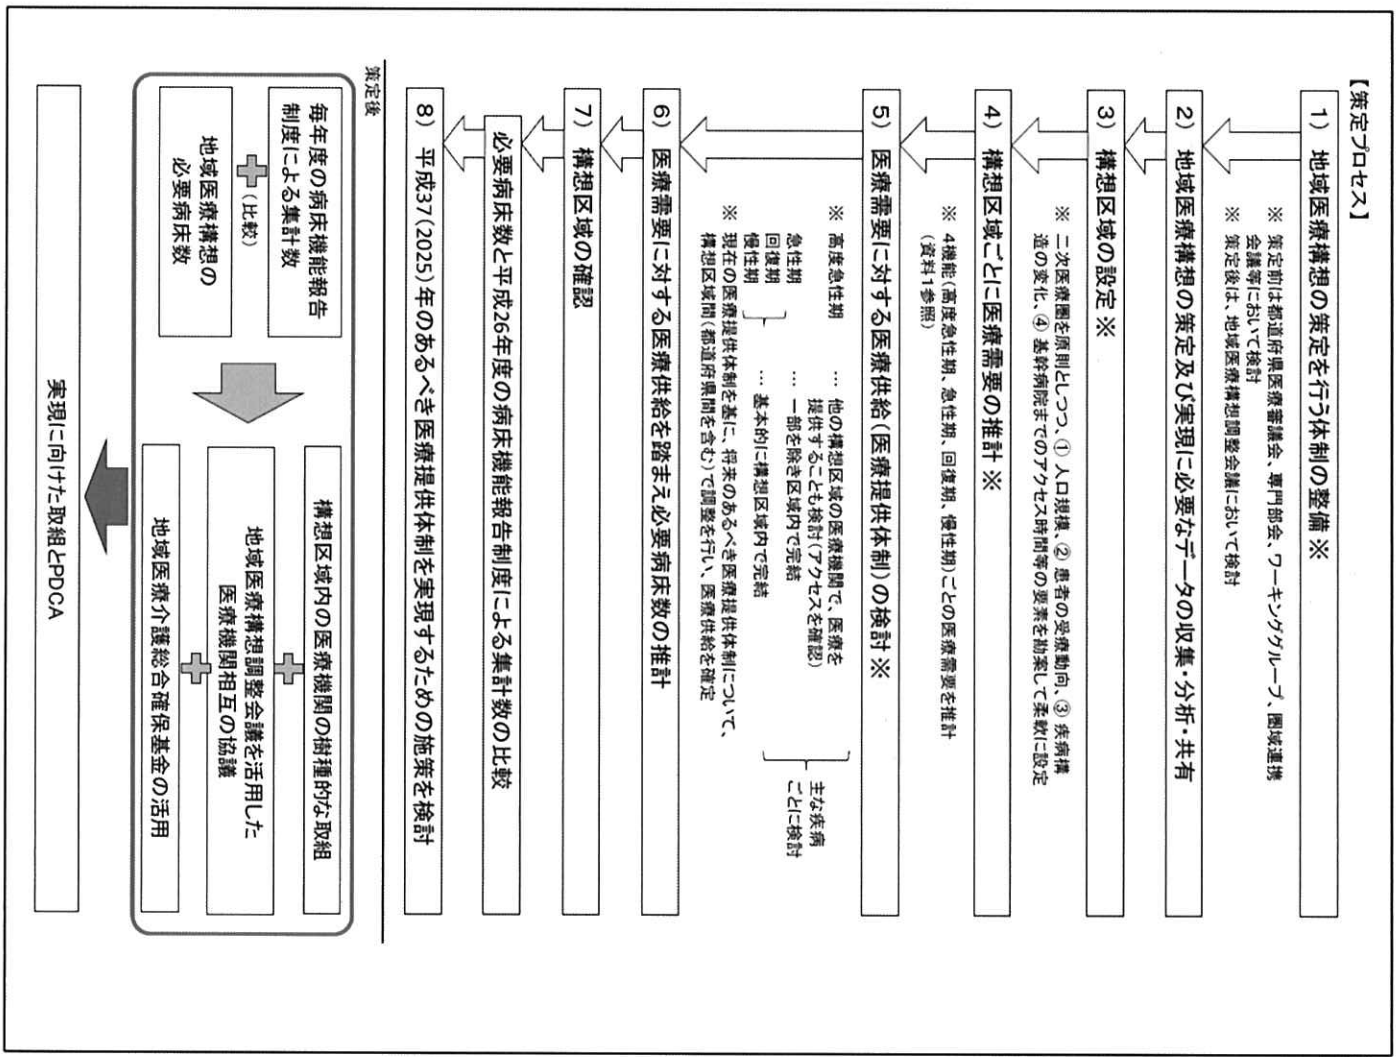 【策定プロセス】
1） 地域医療構想の策定を行う体制の整備 ※
※ 策定前は都道府県医療審議会、専門部会、ワーキンググループ、圏域連携
会議等において検討
※ 策定後は、地域医療構想調整会議において検討
2） 地域医療構想の策定及び実現に必要なデータの収集・分析・共有
3） 構想区域の設定 ※
※ 二次医療圏を原則としつつ、① 人口規模、② 患者の受療動向、③ 疾病構
造の変化、④ 基幹病院までのアクセス時間等の要素を勘案して柔軟に設定
4） 構想区域ごとに医療需要の推計 ※
※ 4機能（高度急性期、急性期、回復期、慢性期）ごとの医療需要を推計
（資料1参照）
5） 医療需要に対する医療供給（医療提供体制）の検討 ※
※ 高度急性期 … 他の構想区域の医療機関で、医療を
提供することも検討（アクセスを確認）
急性期 … 一部を除き区域内で完結
回復期
慢性期 … 基本的に構想区域内で完結
主な疾病
ごとに検討
※ 現在の医療提供体制を基に、将来のあるべき医療提供体制について、
構想区域間（都道府県間を含む）で調整を行い、医療供給を確定
6） 医療需要に対する医療供給を踏まえ必要病床数の推計
7） 構想区域の確認
必要病床数と平成26年度の病床機能報告制度による集計数の比較
8） 平成37（2025）年のあるべき医療提供体制を実現するための施策を検討
策定後
毎年度の病床機能報告
制度による集計数
（比較）
地域医療構想の
必要病床数
構想区域内の医療機関の樹種的な取組
地域医療構想調整会議を活用した
医療機関相互の協議
地域医療介護総合確保基金の活用
実現に向けた取組とPDCA